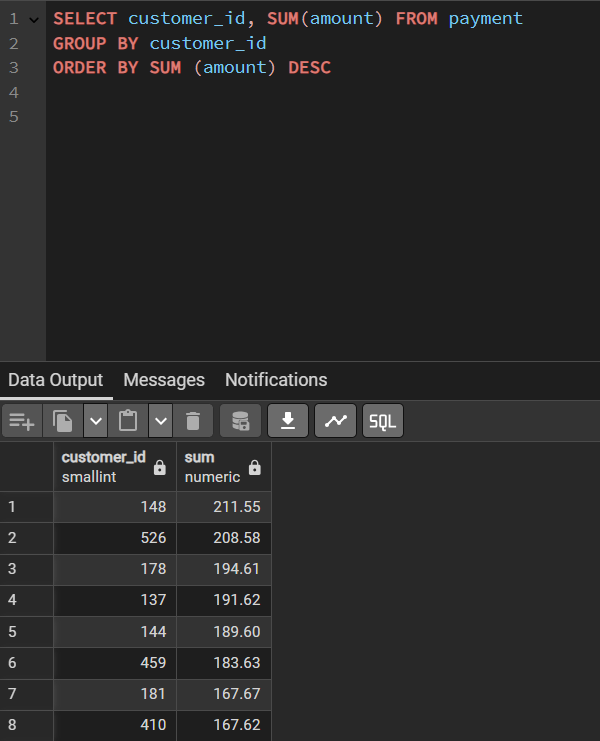 1 SELECT customer_id, SUM(amount) FROM payment
2 GROUP BY customer_id
3 ORDER BY SUM (amount) DESC
4
5
Data Output Messages Notifications
SQL
customer_id sum
smallint numeric
1 148 211.55
2 526 208.58
3 178 194.61
4 137 191.62
5 144 189.60
6 459 183.63
7 181 167.67
8 410 167.62